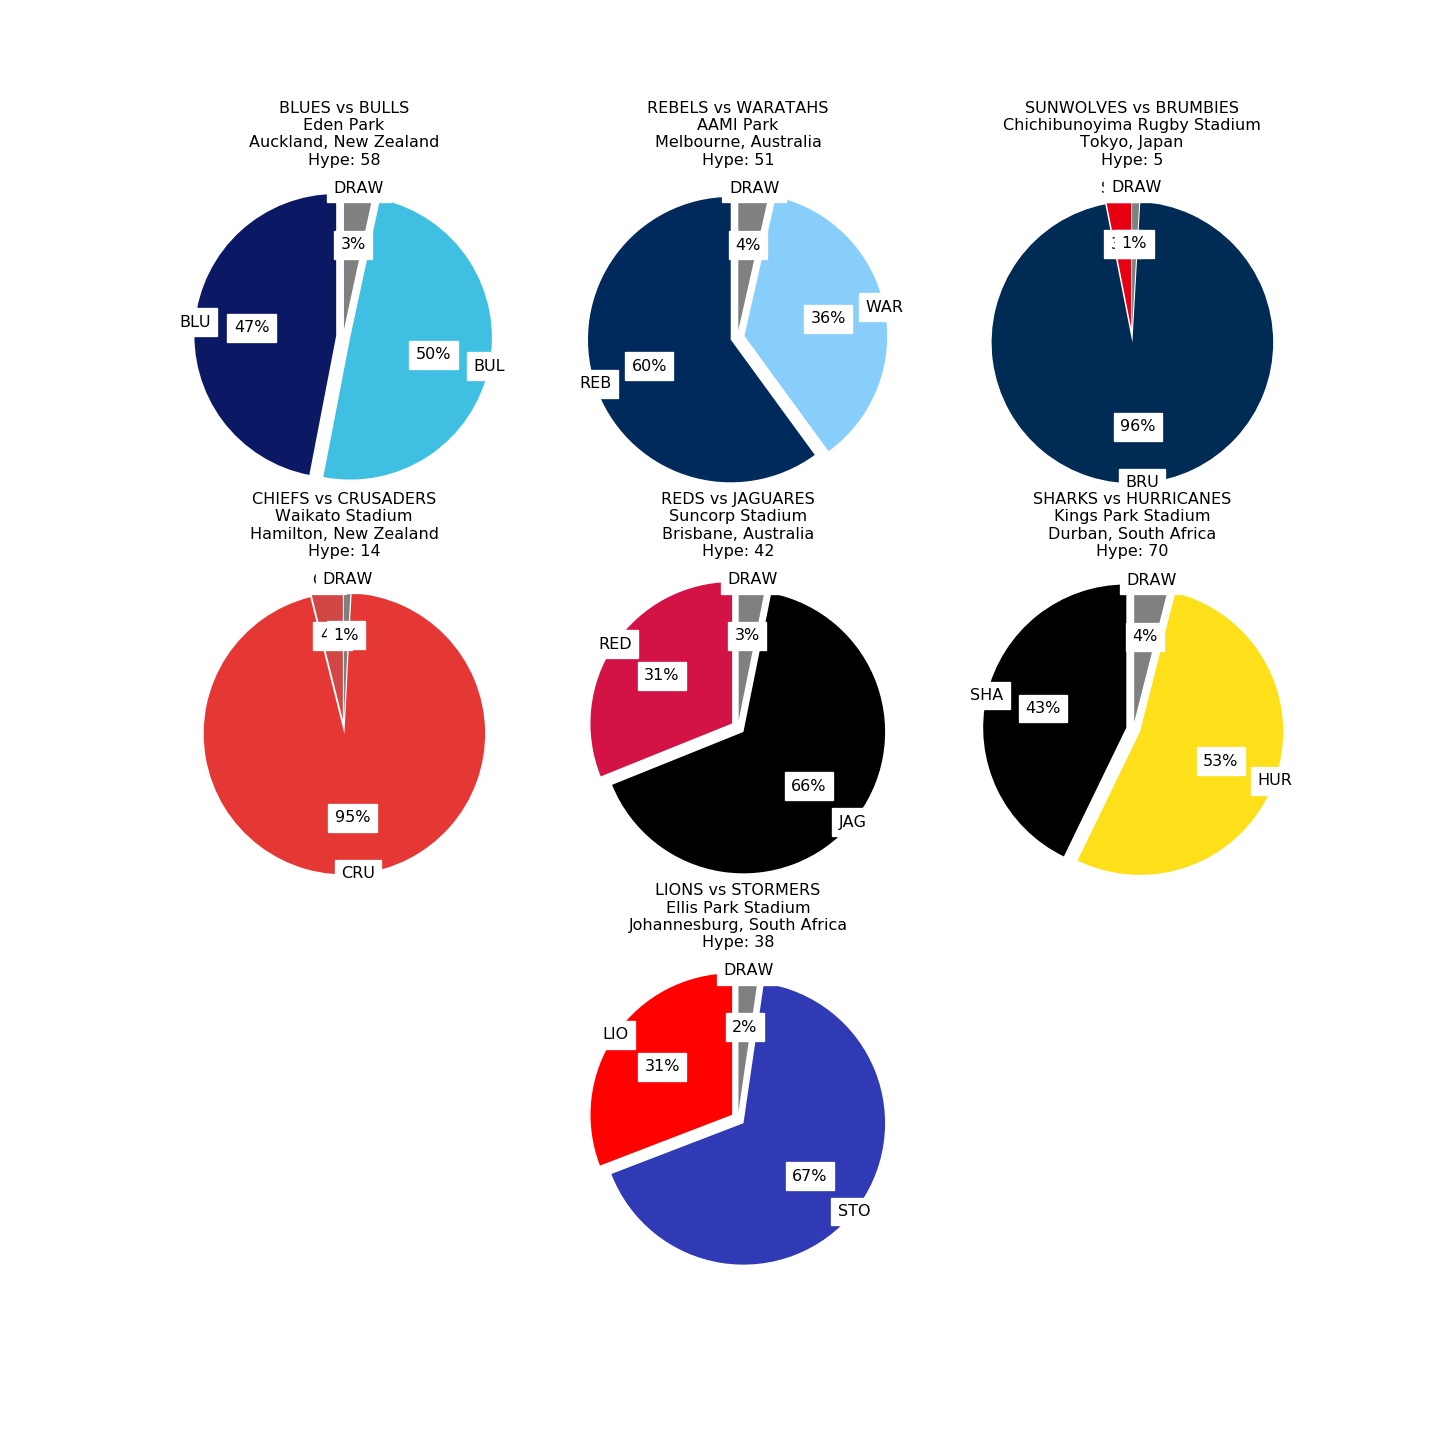 BLUES vs BULLS
Eden Park
Auckland, New Zealand
Hype: 58
DRAW
3%
BLU
47%
50%
BUL
REBELS vs WARATAHS
AAMI Park
Melbourne, Australia
Hype: 51
DRAW
4%
WAR
36%
60%
REB
SUNWOLVES vs BRUMBIES
Chichibunoyima Rugby Stadium
Tokyo, Japan
Hype: 5
DRAW
1%
96%
BRU
CHIEFS vs CRUSADERS
Waikato Stadium
Hamilton, New Zealand
Hype: 14
DRAW
4 1%
95%
CRU
REDS vs JAGUARES
Suncorp Stadium
Brisbane, Australia
Hype: 42
DRAW
3%
RED
31%
66%
JAG
SHARKS vs HURRICANES
Kings Park Stadium
Durban, South Africa
Hype: 70
DRAW
4%
SHA
43%
53%
HUR
LIONS vs STORMERS
Ellis Park Stadium
Johannesburg, South Africa
Hype: 38
DRAW
2%
LIO
31%
67%
STO